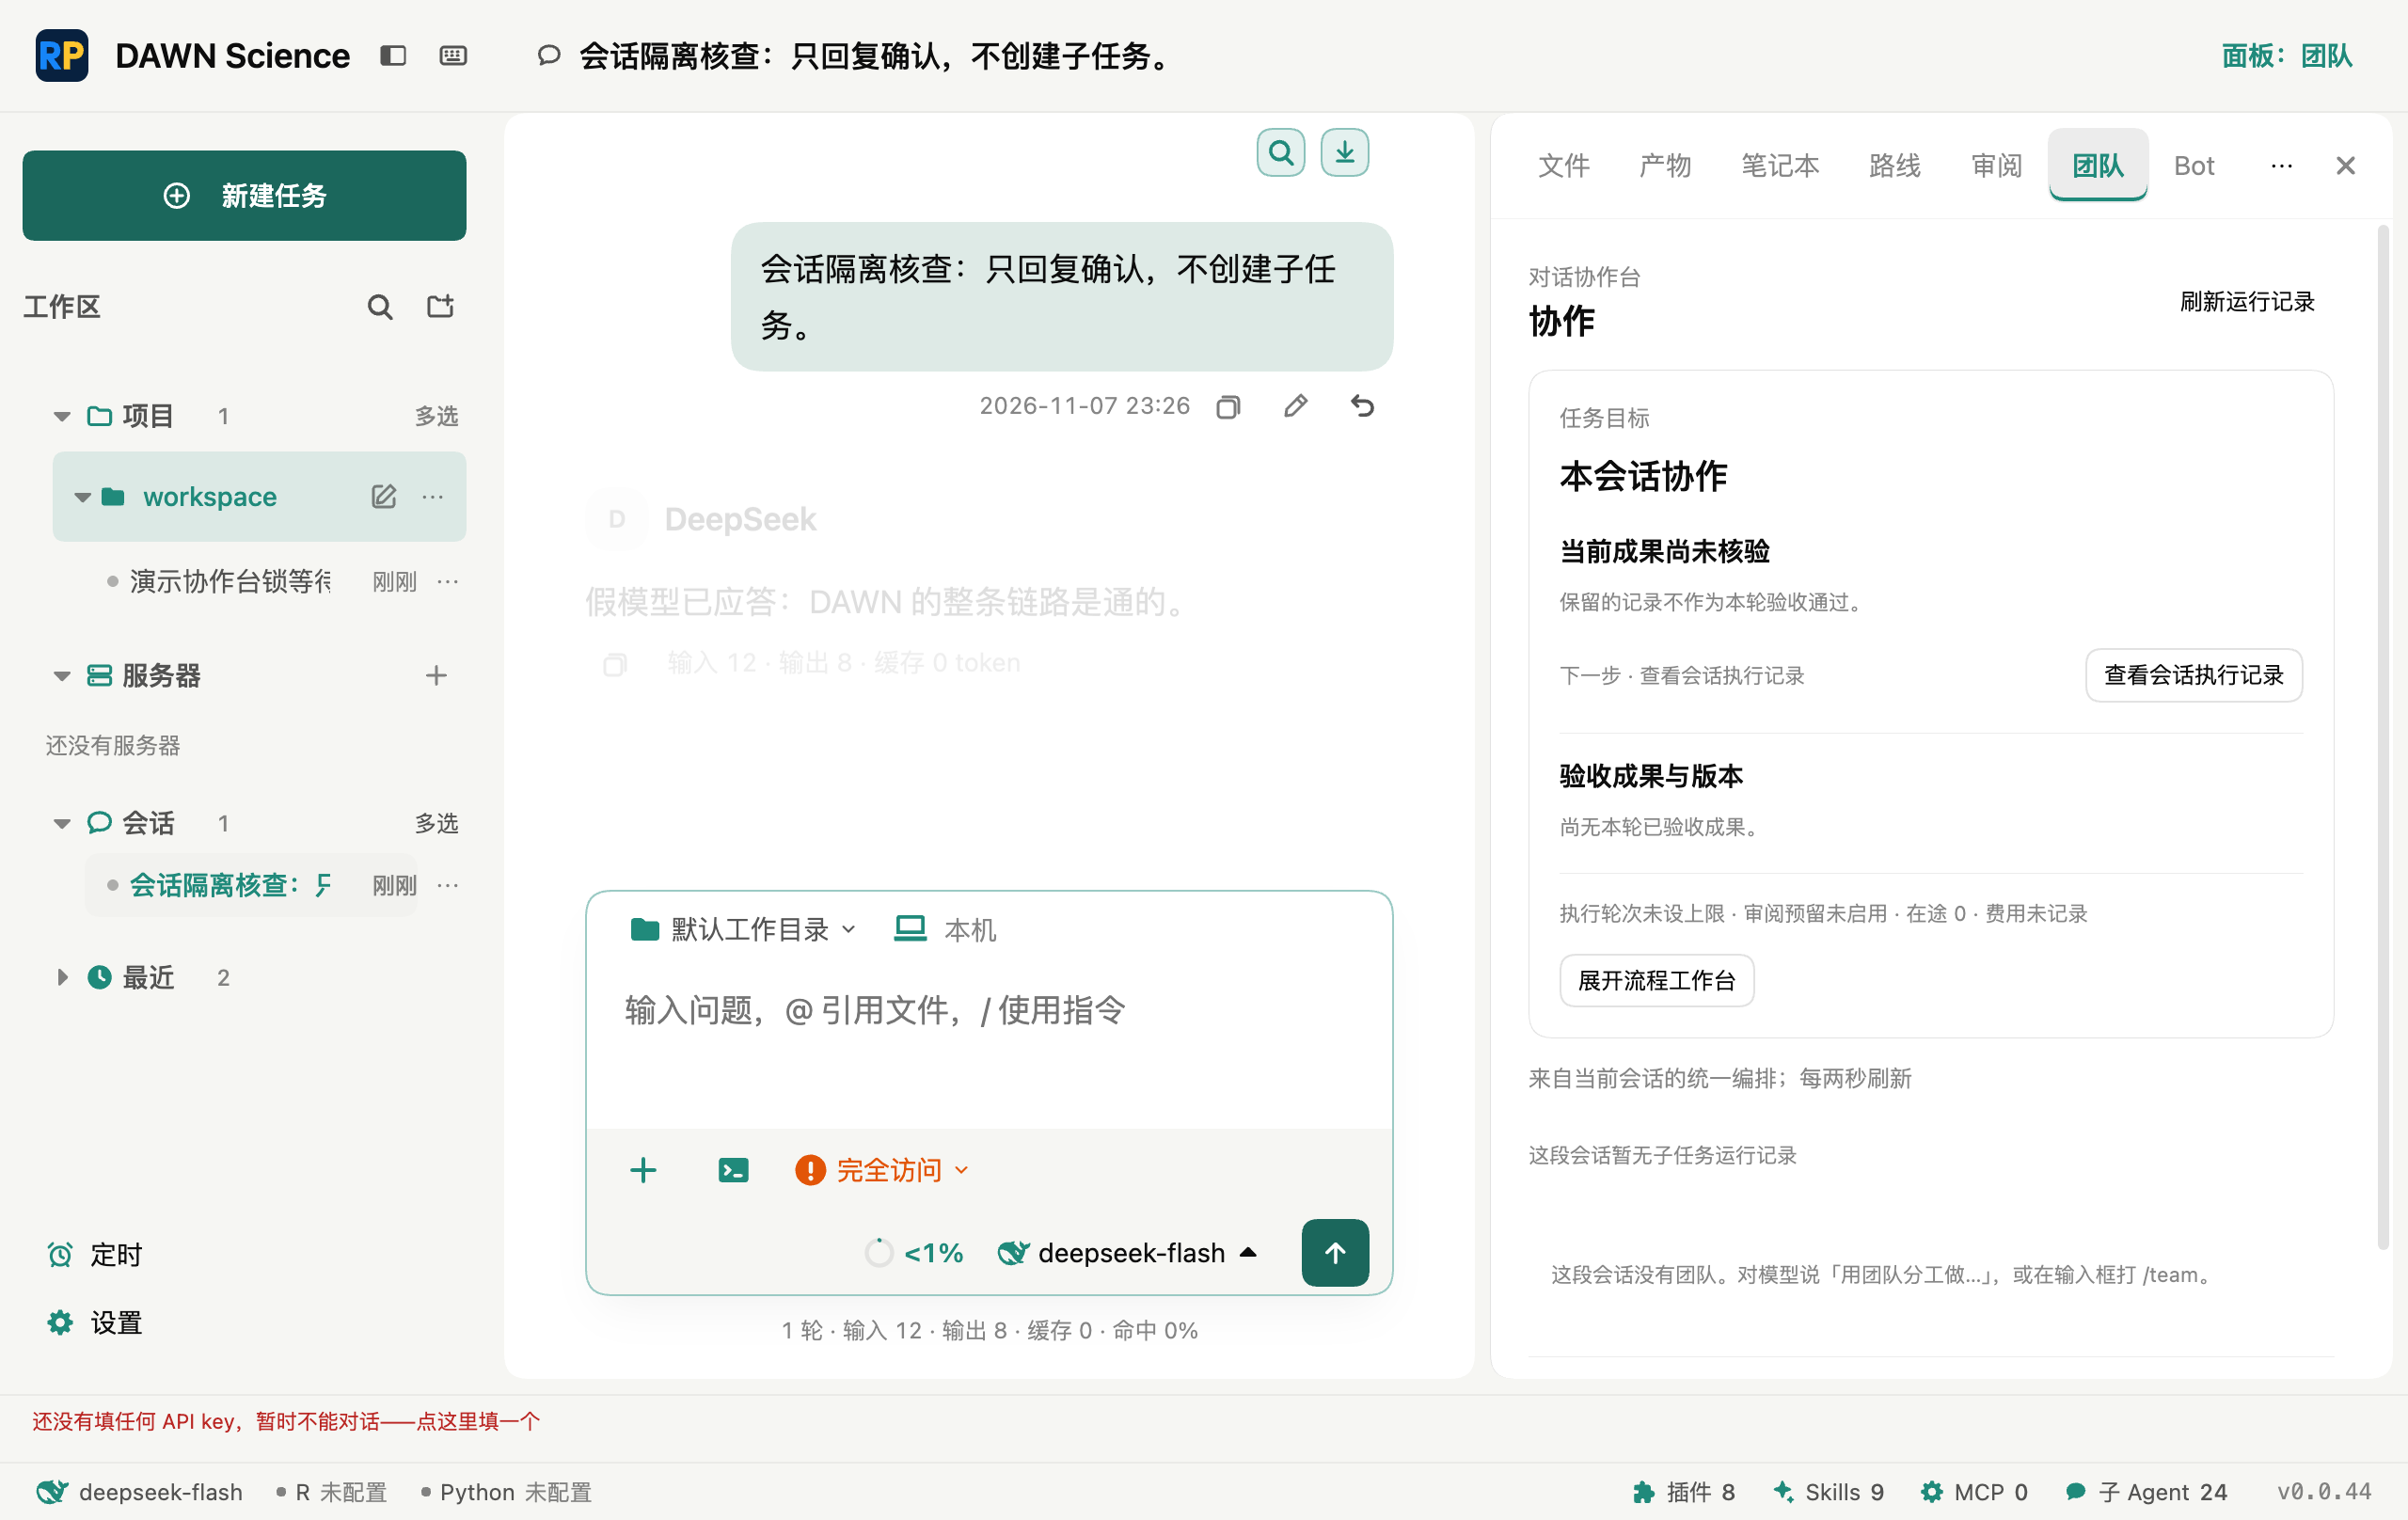 RP DAWN Science
会话隔离核查：只回复确认，不创建子任务。
面板：团队
新建任务
工作区
项目 1 多选
workspace
演示协作台锁等待 刚刚
服务器
还没有服务器
会话 1 多选
会话隔离核查： 刚刚
最近 2
定时
设置
会话隔离核查：只回复确认，不创建子任
务。
2026-11-07 23:26
D DeepSeek
假模型已应答：DAWN 的整条链路是通的。
输入 12 · 输出 8 · 缓存 0 token
默认工作目录 本机
输入问题，@ 引用文件，/ 使用指令
完全访问
<1% deepseek-flash
1 轮 · 输入 12 · 输出 8 · 缓存 0 · 命中 0%
文件 产物 笔记本 路线 审阅 团队 Bot
对话协作台
协作
刷新运行记录
任务目标
本会话协作
当前成果尚未核验
保留的记录不作为本轮验收通过。
下一步 · 查看会话执行记录 查看会话执行记录
验收成果与版本
尚无本轮已验收成果。
执行轮次未设上限 · 审阅预留未启用 · 在途 0 · 费用未记录
展开流程工作台
来自当前会话的统一编排；每两秒刷新
这段会话暂无子任务运行记录
这段会话没有团队。对模型说「用团队分工做…」，或在输入框打 /team。
还没有填任何 API key，暂时不能对话——点这里填一个
deepseek-flash R 未配置 Python 未配置
插件 8 Skills 9 MCP 0 子 Agent 24 v0.0.44